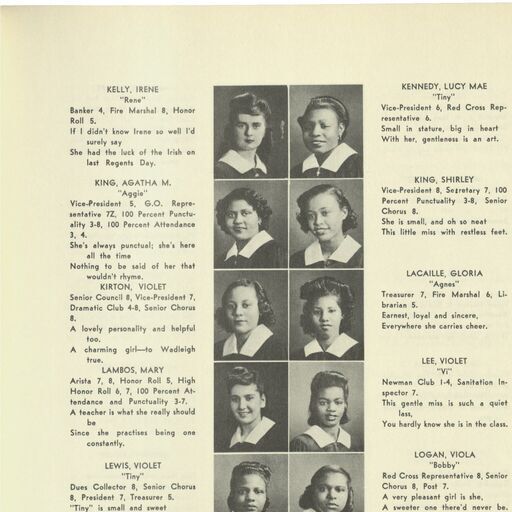 KELLY, IRENE
"Rene"
Banker 4, Fire Marshal 8, Honor
Roll 5.
If I didn't know Irene so well I'd
surely say
She had the luck of the Irish on
last Regents Day.
KING, AGATHA M.
"Aggie"
Vice-President 5, G.O. Repre-
sentative 7Z, 100 Percent Punctu-
ality 3-8, 100 Percent Attendance
3, 4.
She's always punctual; she's here
all the time
Nothing to be said of her that
wouldn't rhyme.
KIRTON, VIOLET
Senior Council 8, Vice-President 7,
Dramatic Club 4-8, Senior Chorus
8.
A lovely personality and helpful
too,
A charming girl—to Wadleigh
true.
LAMBOS, MARY
Arista 7, 8, Honor Roll 5, High
Honor Roll 6, 7, 100 Percent At-
tendance and Punctuality 3-7.
A teacher is what she really should
be
Since she practises being one
constantly.
LEWIS, VIOLET
"Tiny"
Dues Collector 8, Senior Chorus
8, President 7, Treasurer 5.
"Tiny" is small and sweet
KENNEDY, LUCY MAE
"Tiny"
Vice-President 6, Red Cross Rep-
resentative 6.
Small in stature, big in heart
With her, gentleness is an art.
KING, SHIRLEY
Vice-President 8, Secretary 7, 100
Percent Punctuality 3-8, Senior
Chorus 8.
She is small, and oh so neat
This little miss with restless feet.
LACAILLE, GLORIA
"Agnes"
Treasurer 7, Fire Marshal 6, Li-
brarian 5.
Earnest, loyal and sincere,
Everywhere she carries cheer.
LEE, VIOLET
"Vi"
Newman Club 1-4, Sanitation In-
spector 7.
This gentle miss is such a quiet
lass,
You hardly know she is in the class.
LOGAN, VIOLA
"Bobby"
Red Cross Representative 8, Senior
Chorus 8, Post 7.
A very pleasant girl is she,
A sweeter one there'd never be.